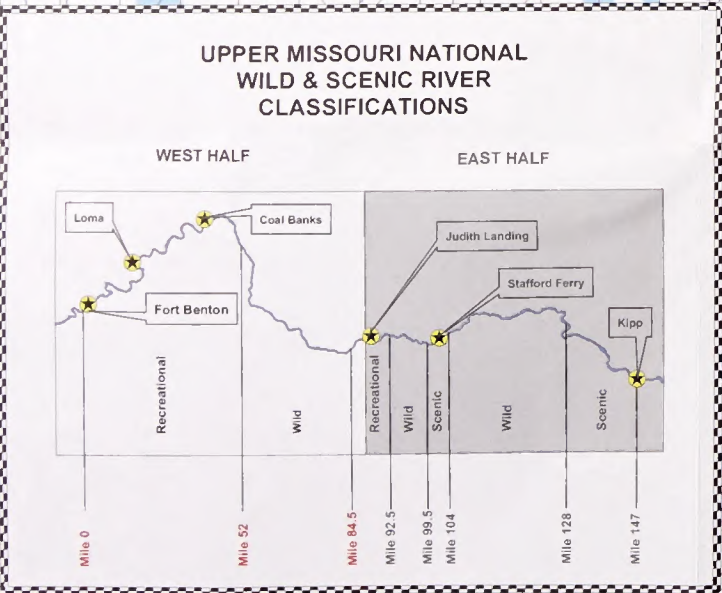 UPPER MISSOURI NATIONAL
WILD & SCENIC RIVER
CLASSIFICATIONS
WEST HALF
EAST HALF
Loma
Coal Banks
Judith Landing
Stafford Ferry
Fort Benton
Kipp
Recreational
Wild
Recreational
Wild
Scenic
Wild
Scenic
Mile 0
Mile 52
Mile 84.5
Mile 92.5
Mile 99.5
Mile 104
Mile 128
Mile 147